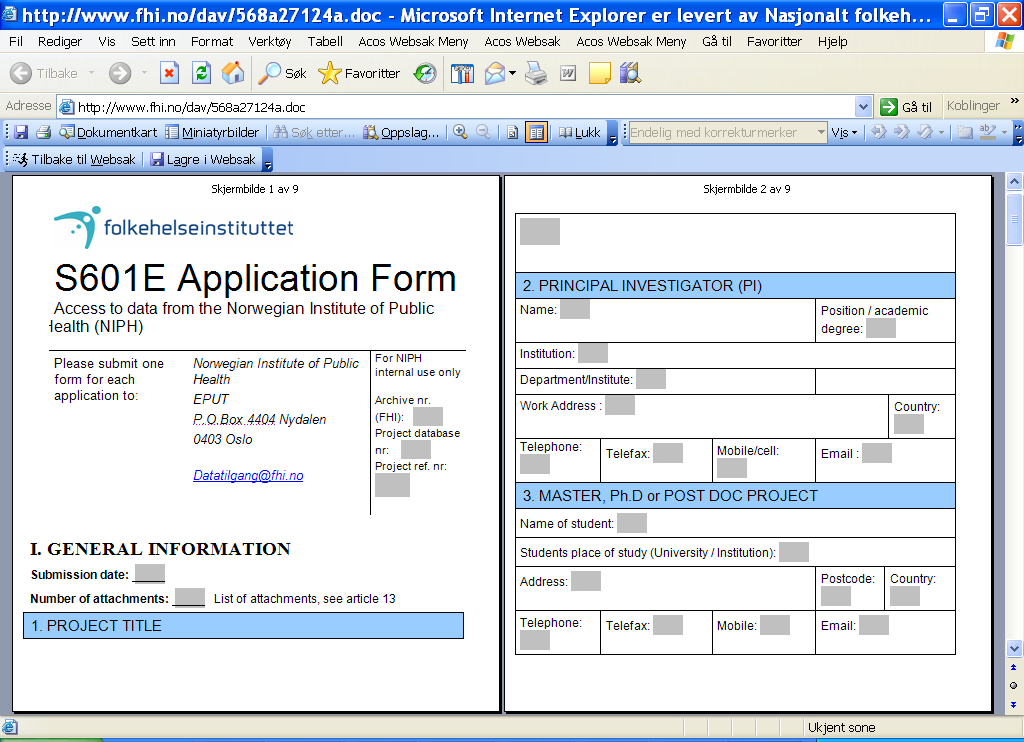 http://www.fhi.no/dav/568a27124a.doc - Microsoft Internet Explorer er levert av Nasjonalt folkeh...
Fil Rediger Vis Sett inn Format Verktøy Tabell Acos Websak Meny Acos Websak Acos Websak Meny Gå til Favoritter Hjelp
Tilbake Søk Favoritter
Adresse http://www.fhi.no/dav/568a27124a.doc Gå til Koblinger
Dokumentkart Miniatyrbilder Søk etter... Oppslag... Lukk Endelig med korrekturmerker Vis
Tilbake til Websak Lagre i Websak
Skjermbilde 1 av 9
folkehelseinstituttet
S601E Application Form
Access to data from the Norwegian Institute of Public
Health (NIPH)
Please submit one
form for each
application to:
Norwegian Institute of Public
Health
EPUT
P.O.Box 4404 Nydalen
0403 Oslo
Datatilgang@fhi.no
For NIPH
internal use only
Archive nr.
(FHI):
Project database
nr:
Project ref. nr:
I. GENERAL INFORMATION
Submission date:
Number of attachments: List of attachments, see article 13
1. PROJECT TITLE
Skjermbilde 2 av 9
2. PRINCIPAL INVESTIGATOR (PI)
Name: Position / academic
degree:
Institution:
Department/Institute:
Work Address : Country:
Telephone: Telefax: Mobile/cell: Email :
3. MASTER, Ph.D or POST DOC PROJECT
Name of student:
Students place of study (University / Institution):
Address: Postcode: Country:
Telephone: Telefax: Mobile: Email:
Ukjent sone